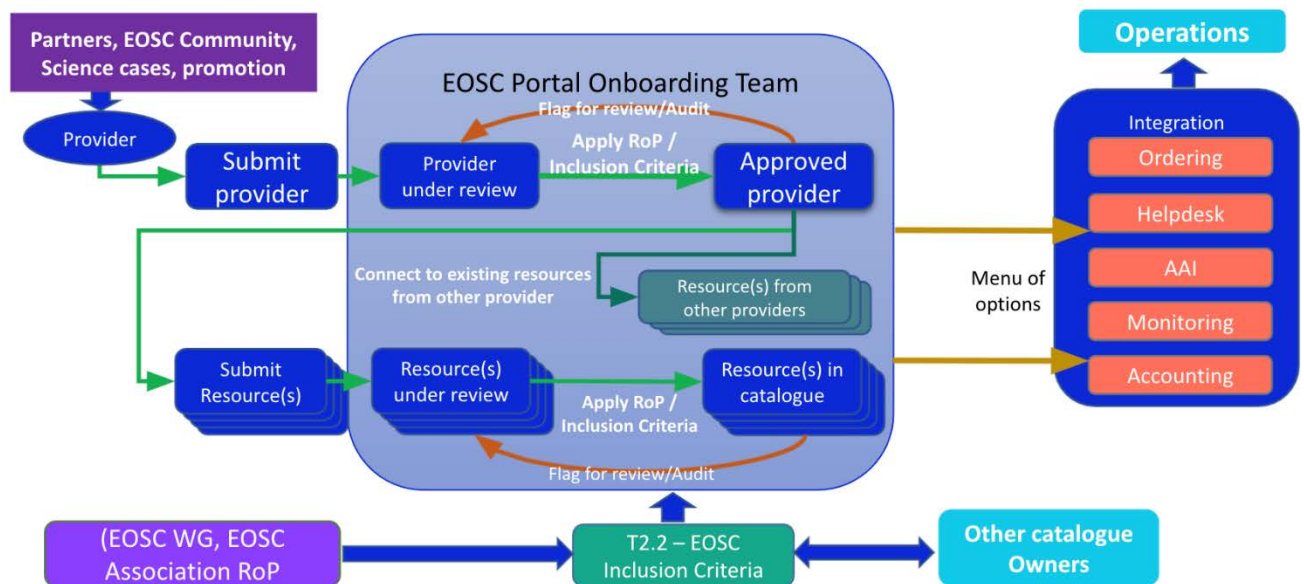 Partners, EOSC Community,
Science cases, promotion
Operations
EOSC Portal Onboarding Team
Flag for review/Audit
Integration
Provider
Submit
provider
Provider
under review
Apply RoP /
Inclusion Criteria
Approved
provider
Ordering
Helpdesk
Connect to existing resources
from other provider
Resource(s) from
other providers
Menu of
options
AAI
Monitoring
Accounting
Submit
Resource(s)
Resource(s)
under review
Apply RoP /
Inclusion Criteria
Resource(s) in
catalogue
Flag for review/Audit
(EOSC WG, EOSC
Association RoP
T2.2 – EOSC
Inclusion Criteria
Other catalogue
Owners